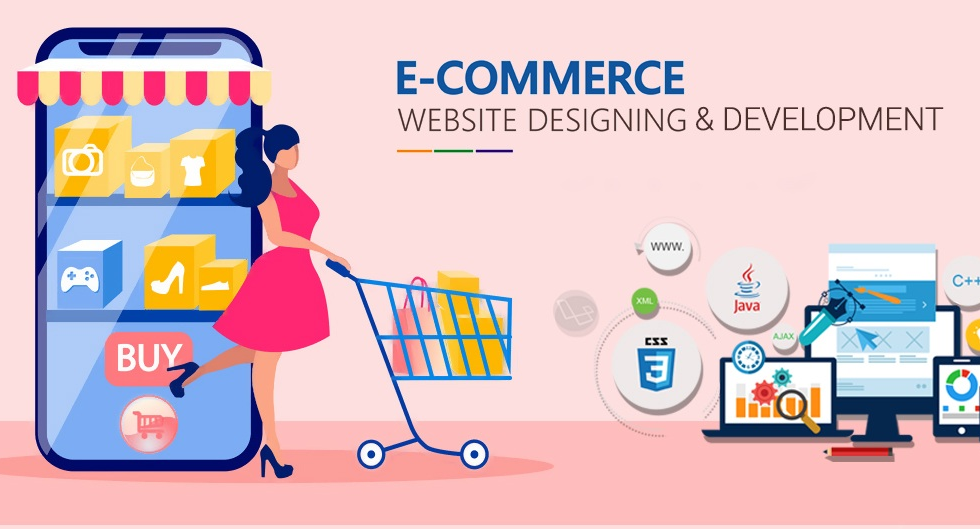 E-COMMERCE
WEBSITE DESIGNING & DEVELOPMENT
BUY
WWW.
XML
Java
AJAX
CSS
3
C++